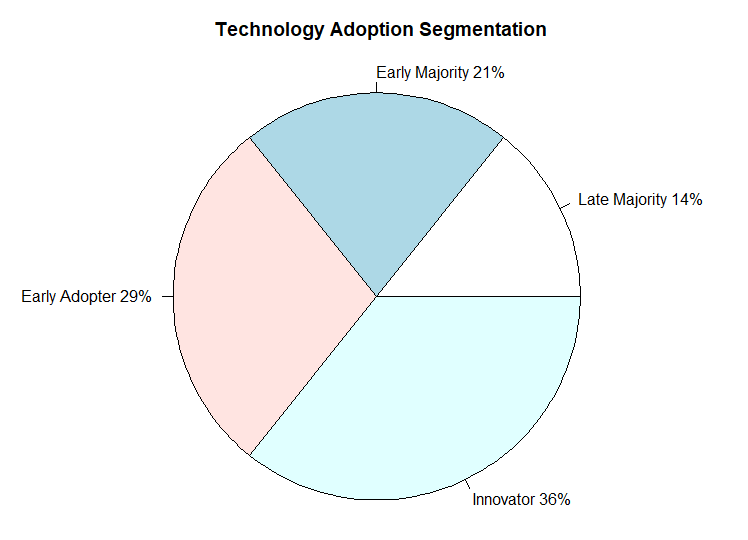 Technology Adoption Segmentation
Early Majority 21%
Late Majority 14%
Early Adopter 29%
Innovator 36%